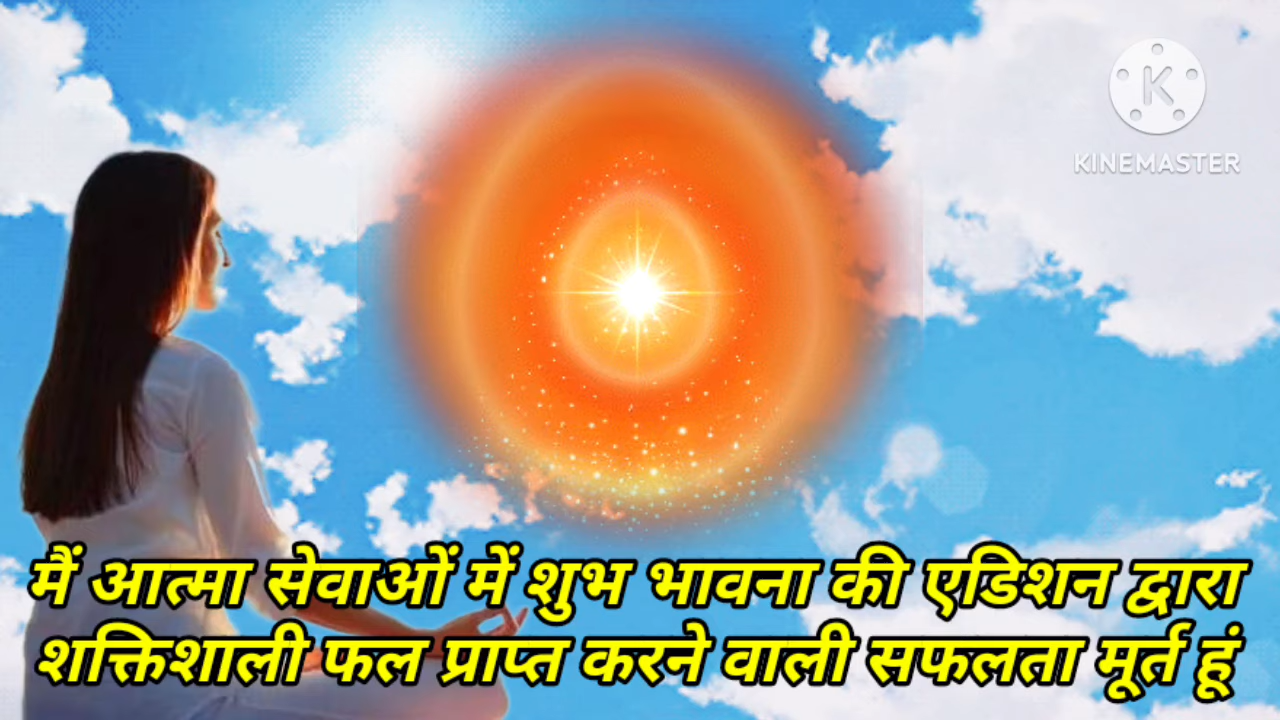 KINEMASTER
मैं आत्मा सेवाओं में शुभ भावना की एडिशन द्वारा
शक्तिशाली फल प्राप्त करने वाली सफलता मूर्त हूं